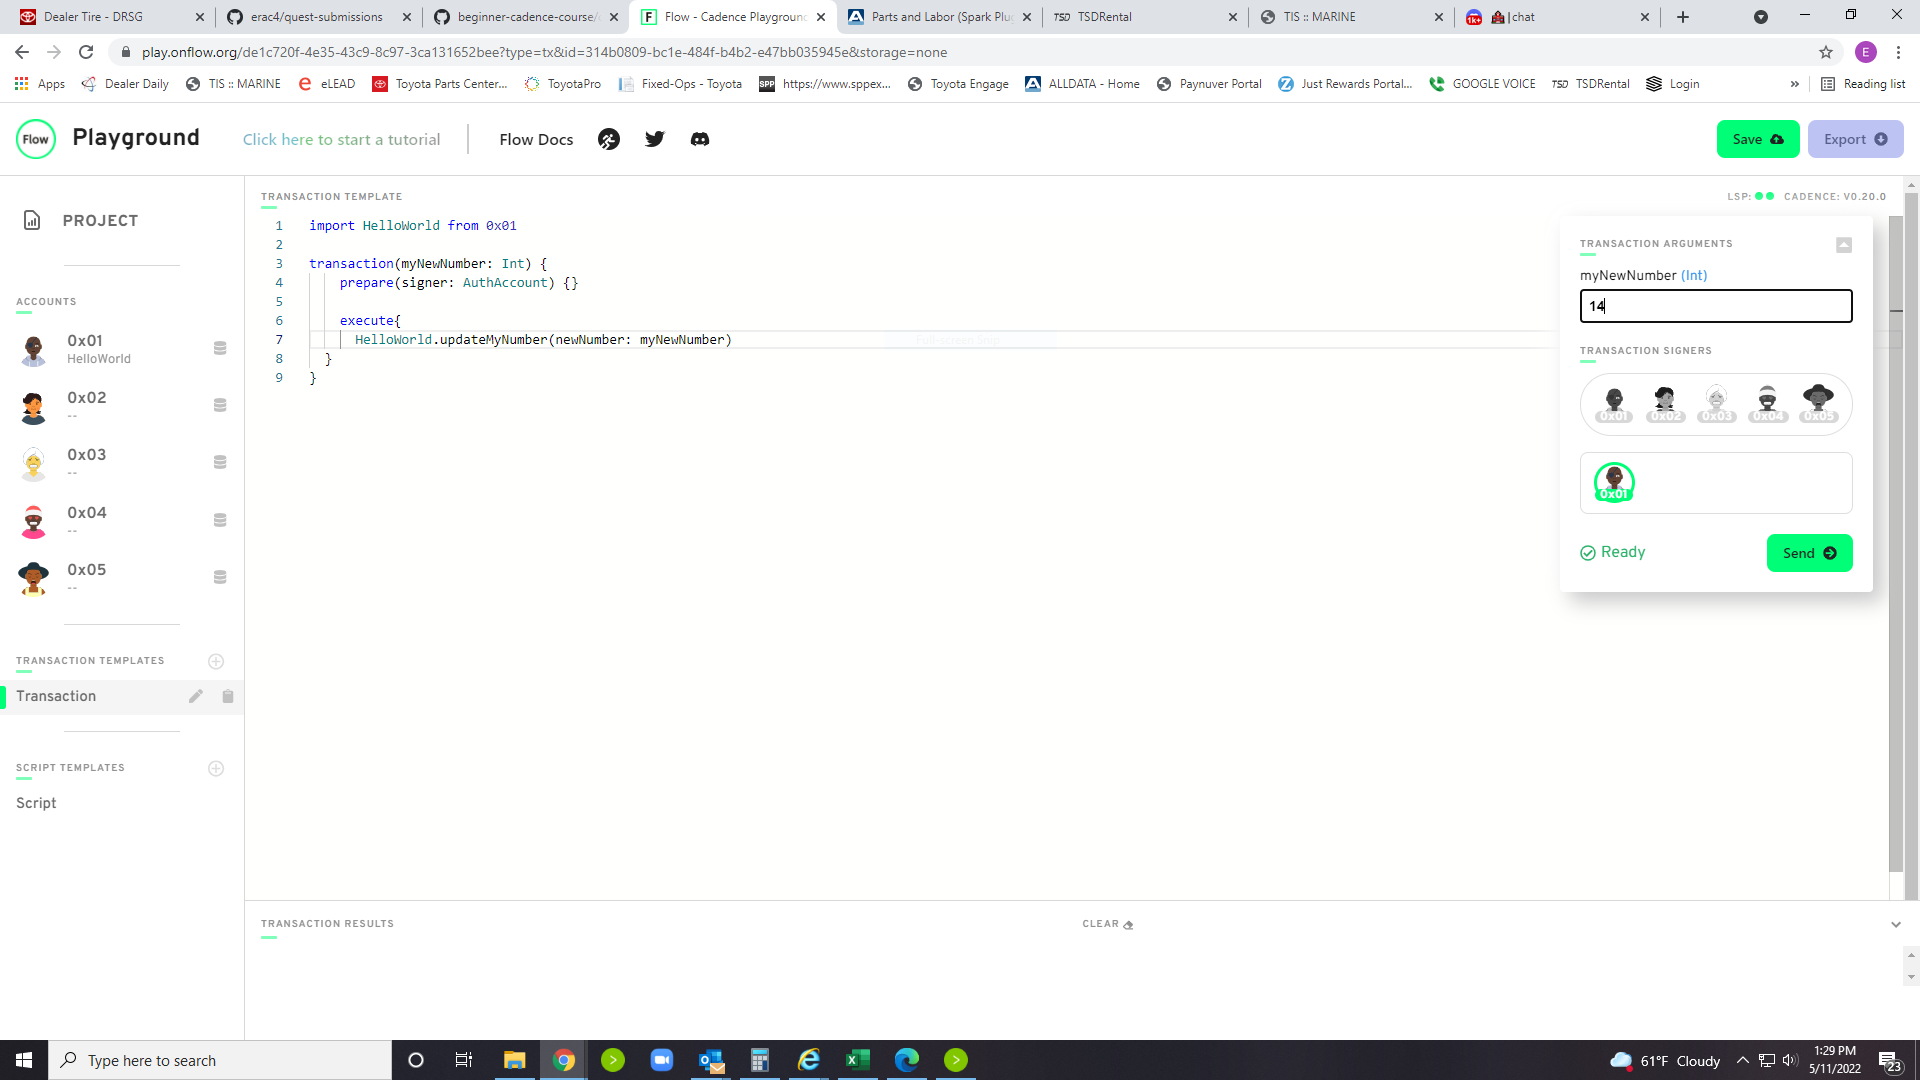 Dealer Tire - DRSG
erac4/quest-submissions
beginner-cadence-course/
Flow - Cadence Playground
Parts and Labor (Spark Plu
TSD TSDRental
TIS :: MARINE
1k+ |chat
play.onflow.org/de1c720f-4e35-43c9-8c97-3ca131652bee?type=tx&id=314b0809-bc1e-484f-b4b2-e47bb035945e&storage=none
E
Apps
Dealer Daily
TIS :: MARINE
eLEAD
Toyota Parts Center...
ToyotaPro
Fixed-Ops - Toyota
SPP https://www.sppex...
Toyota Engage
ALLDATA - Home
Paynuver Portal
Just Rewards Portal...
GOOGLE VOICE
TSD TSDRental
Login
»
Reading list
Flow Playground
Click here to start a tutorial
Flow Docs
Save
Export
PROJECT
ACCOUNTS
0x01
HelloWorld
0x02
--
0x03
--
0x04
--
0x05
--
TRANSACTION TEMPLATES
Transaction
SCRIPT TEMPLATES
Script
TRANSACTION TEMPLATE
LSP:
CADENCE: V0.20.0
1 import HelloWorld from 0x01
2
3 transaction(myNewNumber: Int) {
4 prepare(signer: AuthAccount) {}
5
6 execute{
7 HelloWorld.updateMyNumber(newNumber: myNewNumber)
8 }
9 }
Full-screen Snip
TRANSACTION ARGUMENTS
myNewNumber (Int)
14
TRANSACTION SIGNERS
0x01 0x02 0x03 0x04 0x05
0x01
Ready
Send
TRANSACTION RESULTS
CLEAR
Type here to search
61°F Cloudy
1:29 PM
5/11/2022
23